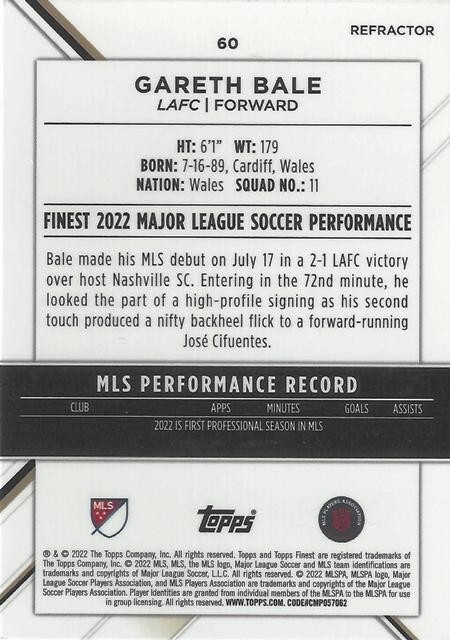 REFRACTOR
60
GARETH BALE
LAFC | FORWARD
HT: 6'1" WT: 179
BORN: 7-16-89, Cardiff, Wales
NATION: Wales SQUAD NO.: 11
FINEST 2022 MAJOR LEAGUE SOCCER PERFORMANCE
Bale made his MLS debut on July 17 in a 2-1 LAFC victory
over host Nashville SC. Entering in the 72nd minute, he
looked the part of a high-profile signing as his second
touch produced a nifty backheel flick to a forward-running
José Cifuentes.
MLS PERFORMANCE RECORD
CLUB APPS MINUTES GOALS ASSISTS
2022 IS FIRST PROFESSIONAL SEASON IN MLS
MLS
topps
MLS PLAYERS ASSOCIATION
® & © 2022 The Topps Company, Inc. All rights reserved. Topps and Topps Finest are registered trademarks of
The Topps Company, Inc. © 2022 MLS, MLS, the MLS logo, Major League Soccer and MLS team identifications are
trademarks and copyrights of Major League Soccer, L.L.C. All rights reserved. © 2022 MLSPA, MLSPA logo, Major
League Soccer Players Association, and MLS Players Association are trademarks and copyrights of the Major League
Soccer Players Association. Player Identities are granted from individual members of the MLSPA to the MLSPA for use
in group licensing. All rights reserved. WWW.TOPPS.COM. CODE#CMP057062